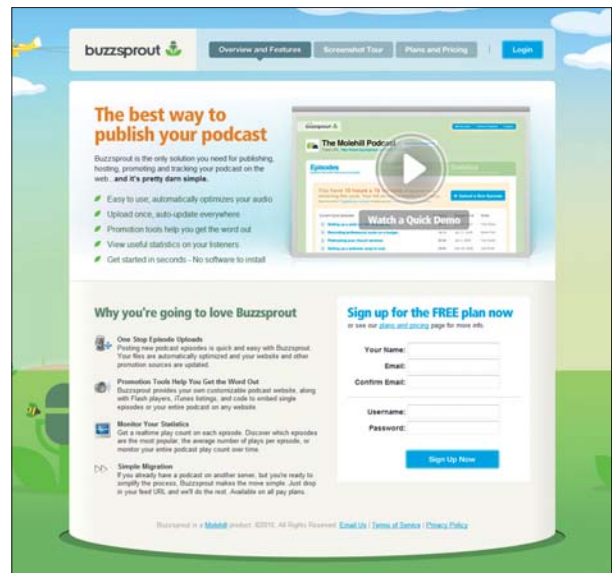 buzzsprout
Overview and Features
Screenshot Tour
Plans and Pricing
Login
The best way to
publish your podcast
Buzzsprout is the only solution you need for publishing,
hosting, promoting and tracking your podcast on the
web...and it's pretty darn simple.
Easy to use, automatically optimizes your audio
Upload once, auto-update everywhere
Promotion tools help you get the word out
View useful statistics on your listeners
Get started in seconds - No software to install
buzzsprout
The Molehill Podcast
Episodes
Statistics
Upload a New Episode
Watch a Quick Demo
Why you're going to love Buzzsprout
One Stop Episode Uploads
Posting new podcast episodes is quick and easy with Buzzsprout.
Your files are automatically optimized and your website and other
promotion sources are updated.
Promotion Tools Help You Get the Word Out
Buzzsprout provides your own customizable podcast website, along
with Flash players, iTunes listings, and code to embed single
episodes or your entire podcast on any website.
Monitor Your Statistics
Get a realtime play count on each episode. Discover which episodes
are the most popular, the average number of plays per episode, or
monitor your entire podcast play count over time.
Simple Migration
If you already have a podcast on another server, but you're ready to
simplify the process, Buzzsprout makes the move simple. Just drop
in your feed URL and we'll do the rest. Available on all pay plans.
Sign up for the FREE plan now
or see our plans and pricing page for more info.
Your Name:
Email:
Confirm Email:
Username:
Password:
Sign Up Now
Buzzsprout is a Molehill product. ©2010, All Rights Reserved. Email Us | Terms of Service | Privacy Policy